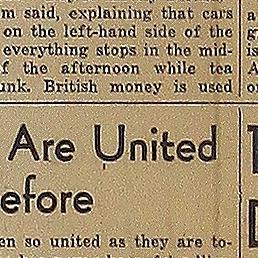 m said, explaining that cars
on the left-hand side of the
everything stops in the mid-
f the afternoon while tea
unk. British money is used
Are United
efore
en so united as they are to-